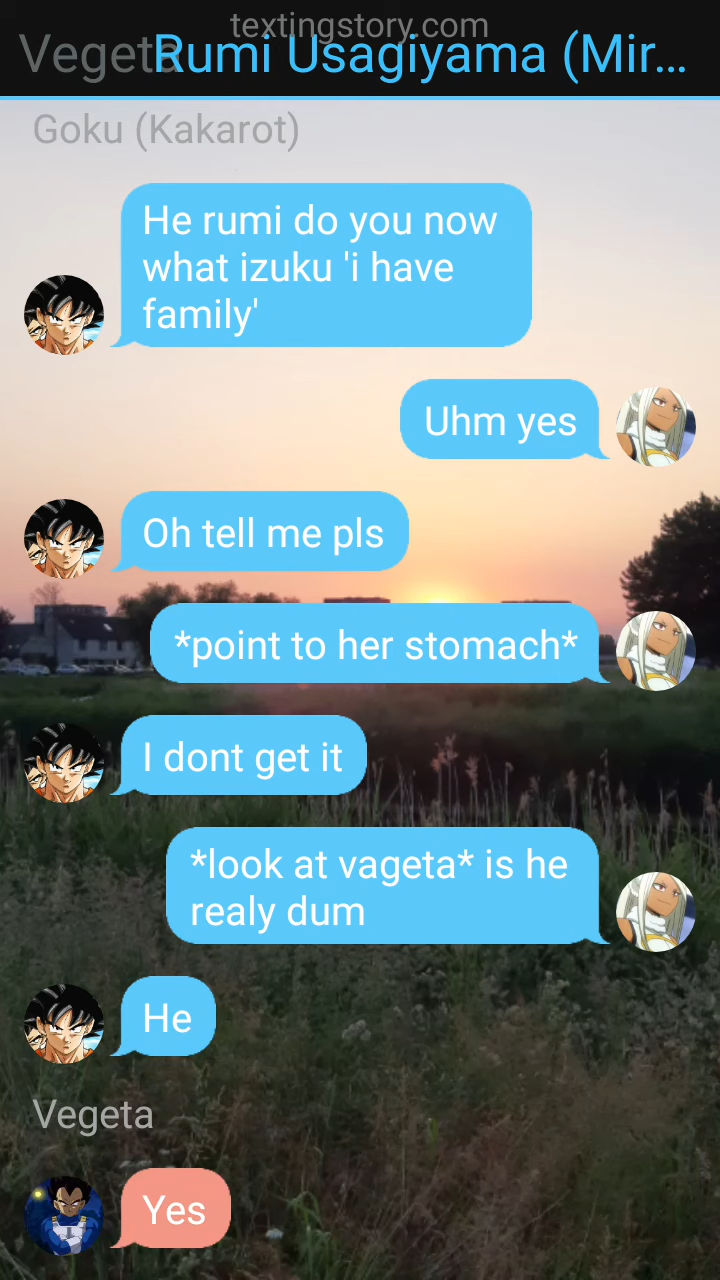 textingstory.com
Vegeta
Rumi Usagiyama (Mir...
Goku (Kakarot)
He rumi do you now
what izuku 'i have
family'
Uhm yes
Oh tell me pls
*point to her stomach*
I dont get it
*look at vageta* is he
realy dum
He
Vegeta
Yes